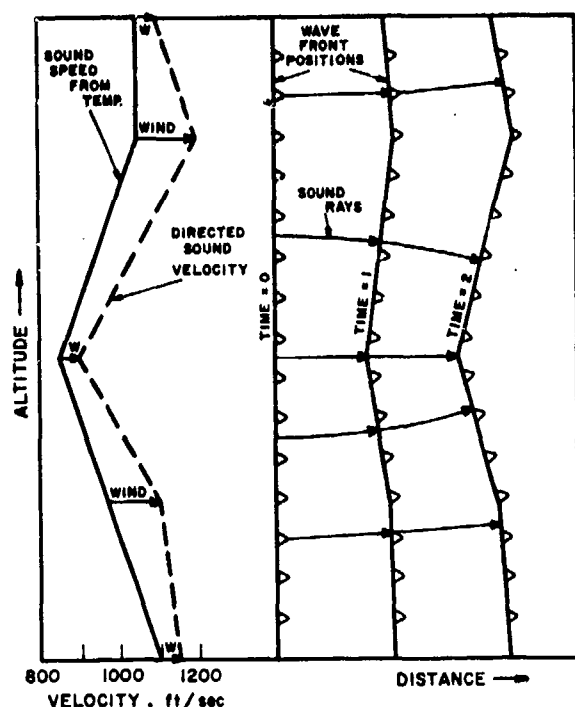 W
SOUND
SPEED
FROM
TEMP.
WIND
DIRECTED
SOUND
VELOCITY
W
WIND
W
ALTITUDE
800 1000 1200
VELOCITY, ft/sec
WAVE
FRONT
POSITIONS
SOUND
RAYS
TIME = 0
TIME = 1
TIME = 2
DISTANCE